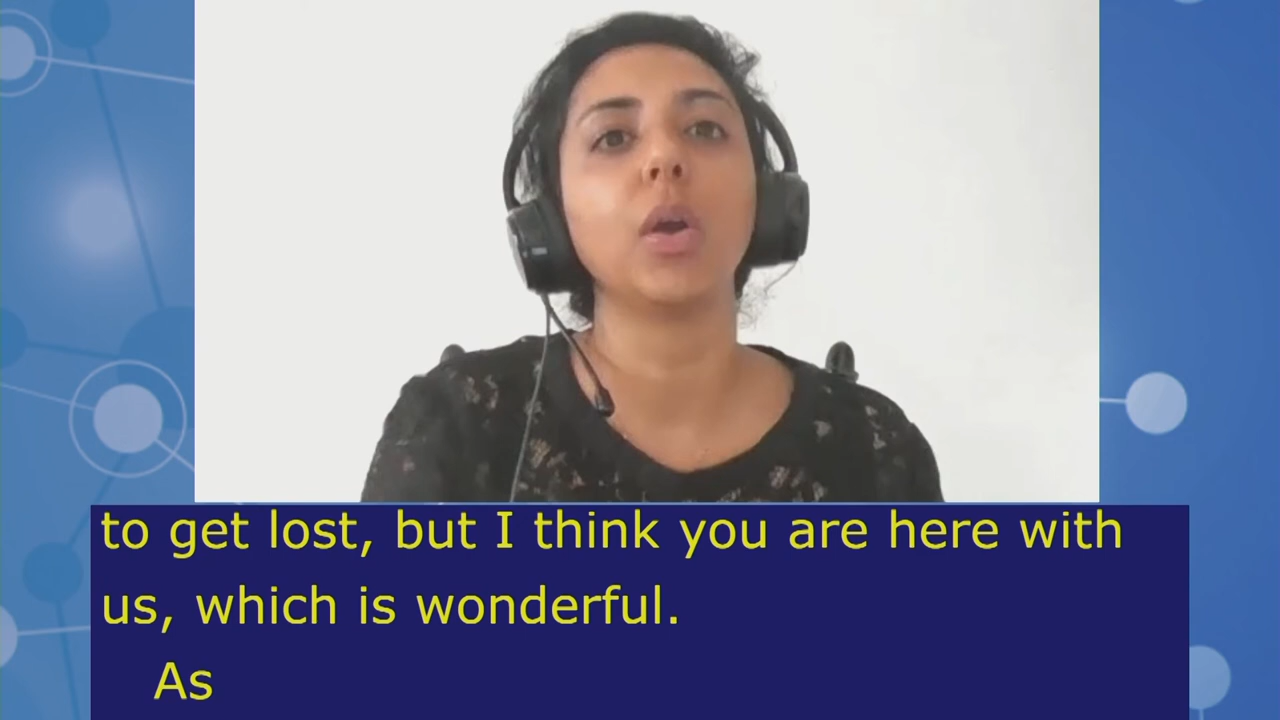 to get lost, but I think you are here with
us, which is wonderful.
As